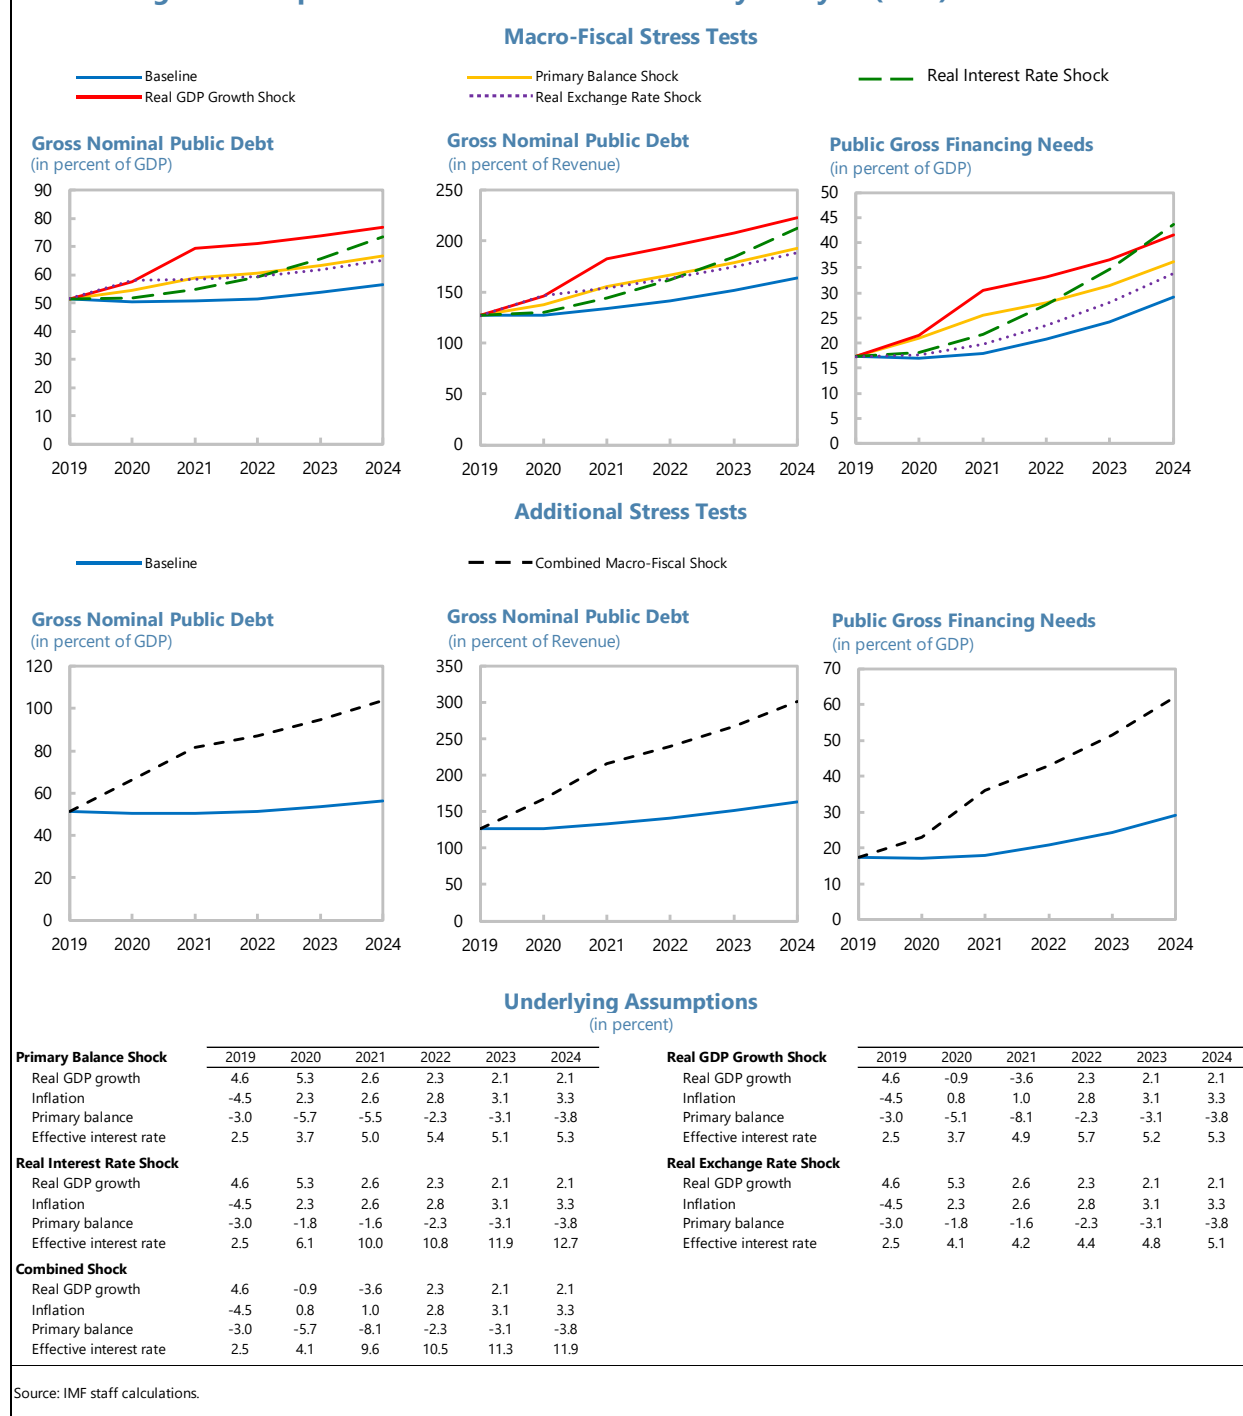 Macro-Fiscal Stress Tests
Baseline
Primary Balance Shock
Real Interest Rate Shock
Real GDP Growth Shock
Real Exchange Rate Shock
Gross Nominal Public Debt
(in percent of GDP)
90
80
70
60
50
40
30
20
10
0
2019 2020 2021 2022 2023 2024
Gross Nominal Public Debt
(in percent of Revenue)
250
200
150
100
50
0
2019 2020 2021 2022 2023 2024
Public Gross Financing Needs
(in percent of GDP)
50
45
40
35
30
25
20
15
10
5
0
2019 2020 2021 2022 2023 2024
Additional Stress Tests
Baseline
Combined Macro-Fiscal Shock
Gross Nominal Public Debt
(in percent of GDP)
120
100
80
60
40
20
0
2019 2020 2021 2022 2023 2024
Gross Nominal Public Debt
(in percent of Revenue)
350
300
250
200
150
100
50
0
2019 2020 2021 2022 2023 2024
Public Gross Financing Needs
(in percent of GDP)
70
60
50
40
30
20
10
0
2019 2020 2021 2022 2023 2024
Underlying Assumptions
(in percent)
Primary Balance Shock 2019 2020 2021 2022 2023 2024
Real GDP growth 4.6 5.3 2.6 2.3 2.1 2.1
Inflation -4.5 2.3 2.6 2.8 3.1 3.3
Primary balance -3.0 -5.7 -5.5 -2.3 -3.1 -3.8
Effective interest rate 2.5 3.7 5.0 5.4 5.1 5.3
Real Interest Rate Shock
Real GDP growth 4.6 5.3 2.6 2.3 2.1 2.1
Inflation -4.5 2.3 2.6 2.8 3.1 3.3
Primary balance -3.0 -1.8 -1.6 -2.3 -3.1 -3.8
Effective interest rate 2.5 6.1 10.0 10.8 11.9 12.7
Combined Shock
Real GDP growth 4.6 -0.9 -3.6 2.3 2.1 2.1
Inflation -4.5 0.8 1.0 2.8 3.1 3.3
Primary balance -3.0 -5.7 -8.1 -2.3 -3.1 -3.8
Effective interest rate 2.5 4.1 9.6 10.5 11.3 11.9
Real GDP Growth Shock 2019 2020 2021 2022 2023 2024
Real GDP growth 4.6 -0.9 -3.6 2.3 2.1 2.1
Inflation -4.5 0.8 1.0 2.8 3.1 3.3
Primary balance -3.0 -5.1 -8.1 -2.3 -3.1 -3.8
Effective interest rate 2.5 3.7 4.9 5.7 5.2 5.3
Real Exchange Rate Shock
Real GDP growth 4.6 5.3 2.6 2.3 2.1 2.1
Inflation -4.5 2.3 2.6 2.8 3.1 3.3
Primary balance -3.0 -1.8 -1.6 -2.3 -3.1 -3.8
Effective interest rate 2.5 4.1 4.2 4.4 4.8 5.1
Source: IMF staff calculations.